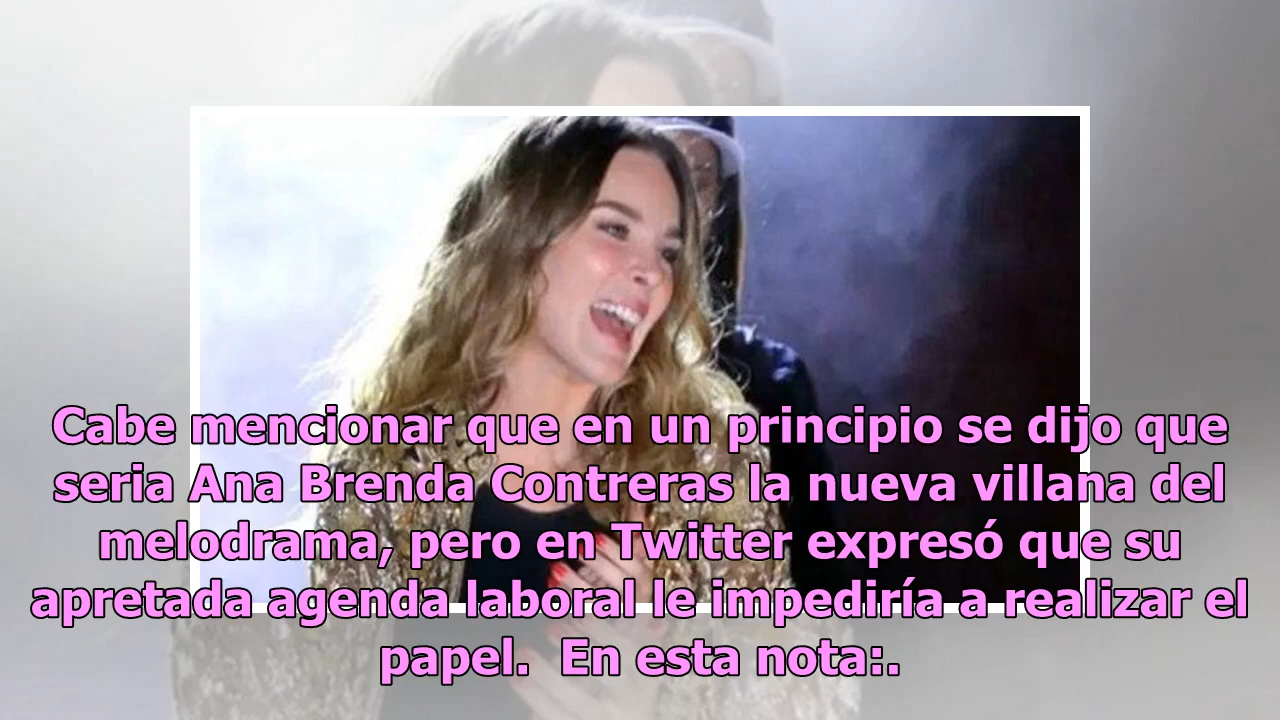 Cabe mencionar que en un principio se dijo que
seria Ana Brenda Contreras la nueva villana del
melodrama, pero en Twitter expresó que su
apretada agenda laboral le impediría a realizar el
papel.  En esta nota:.